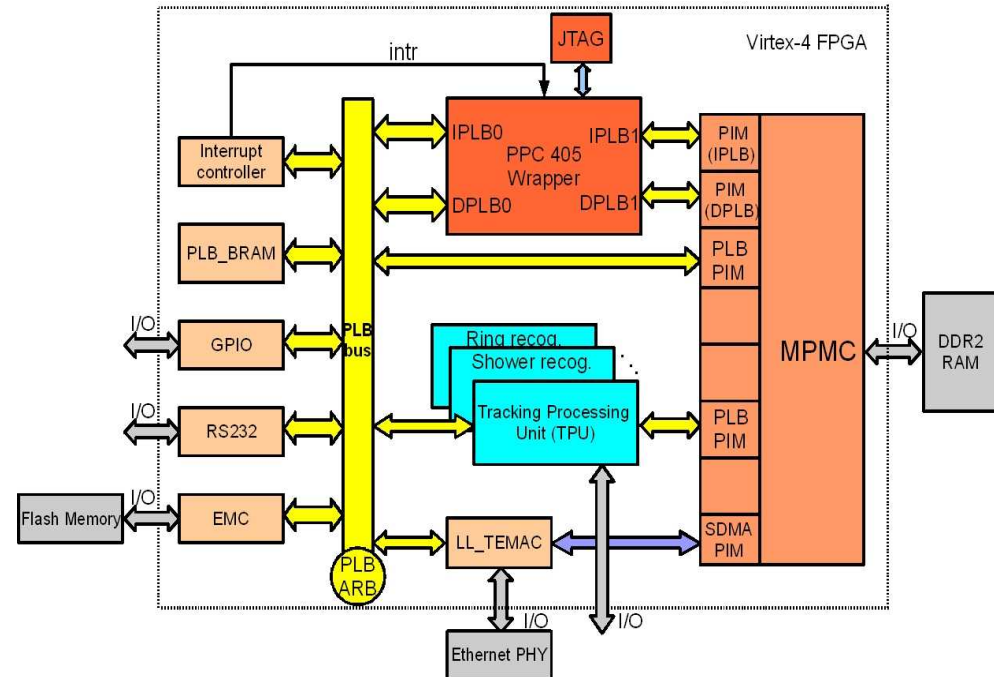 JTAG
Virtex-4 FPGA
intr
IPLB0
IPLB1
PPC 405
Wrapper
DPLB0
DPLB1
PIM
(IPLB)
PIM
(DPLB)
PLB
PIM
Interrupt
controller
PLB_BRAM
I/O
GPIO
PLB
bus
Ring recog.
Shower recog.
Tracking Processing
Unit (TPU)
PLB
PIM
MPMC
I/O
DDR2
RAM
I/O
RS232
Flash Memory
I/O
EMC
PLB
ARB
LL_TEMAC
SDMA
PIM
I/O
I/O
Ethernet PHY